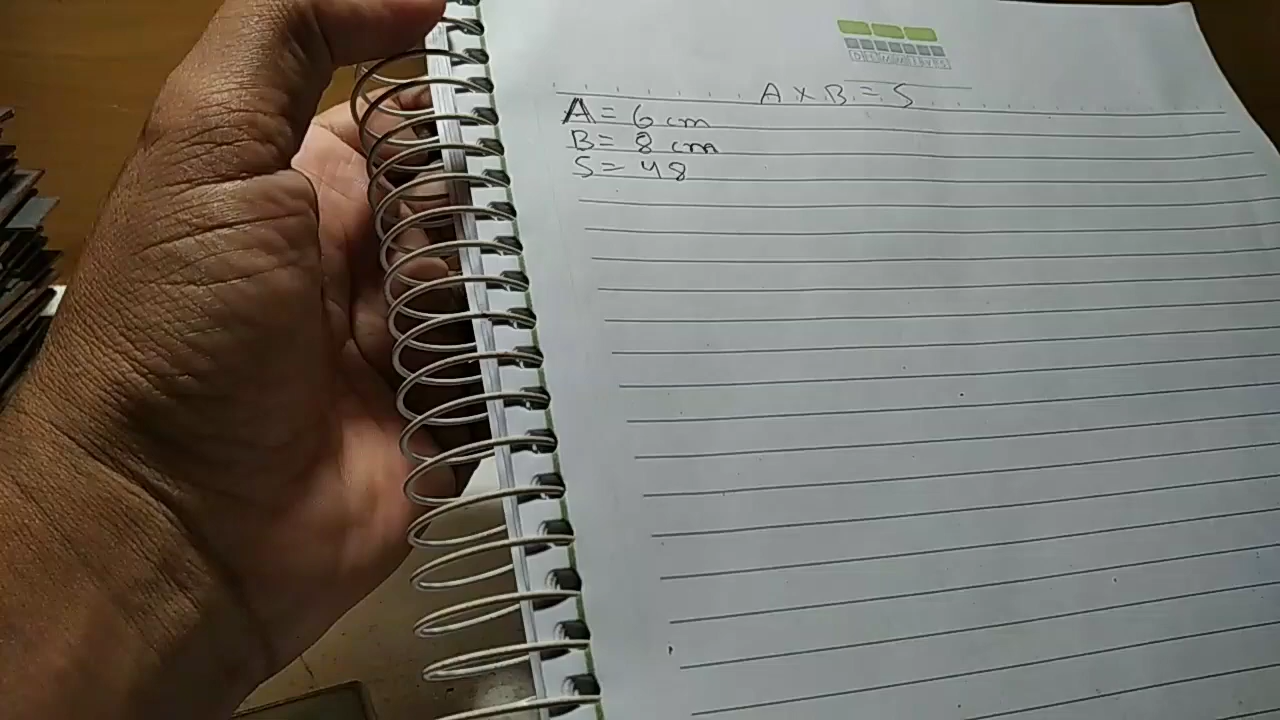 A × B = S
A = 6 cm
B = 8 cm
S = 48